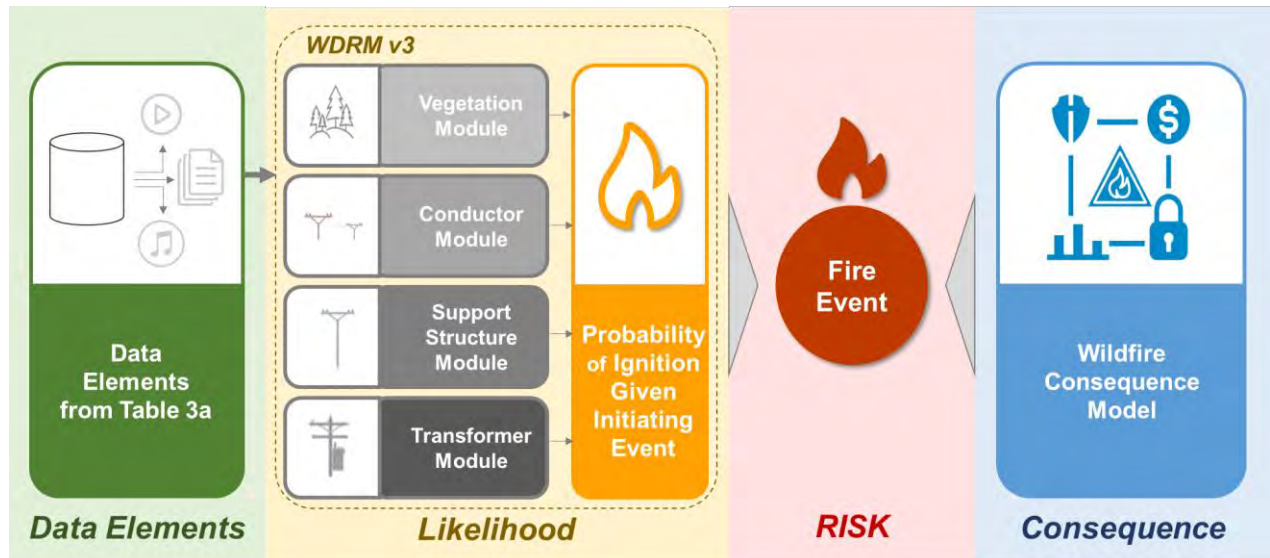 WDRM v3
Data
Elements
from Table 3a
Vegetation
Module
Conductor
Module
Support
Structure
Module
Transformer
Module
Probability
of Ignition
Given
Initiating
Event
Fire
Event
$
Wildfire
Consequence
Model
Data Elements
Likelihood
RISK
Consequence